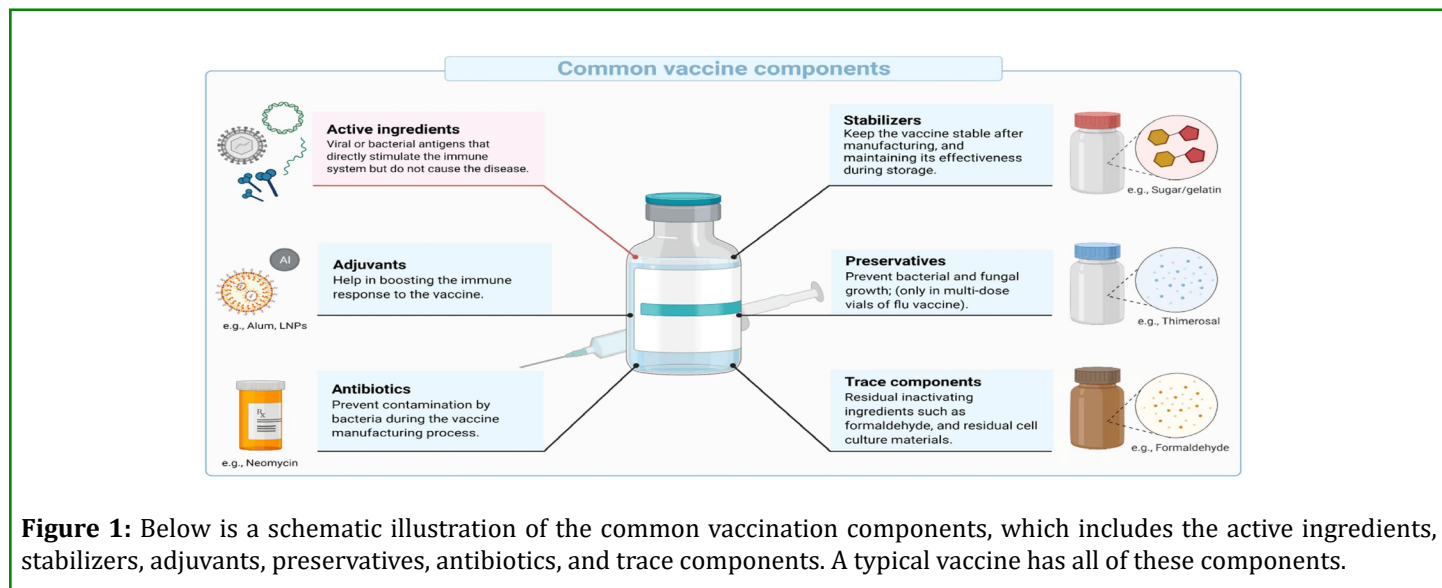 Common vaccine components
Active ingredients
Viral or bacterial antigens that
directly stimulate the immune
system but do not cause the disease.
Adjuvants
Help in boosting the immune
response to the vaccine.
Al
e.g., Alum, LNPs
Antibiotics
Prevent contamination by
bacteria during the vaccine
manufacturing process.
Rx
e.g., Neomycin
Stabilizers
Keep the vaccine stable after
manufacturing, and
maintaining its effectiveness
during storage.
e.g., Sugar/gelatin
Preservatives
Prevent bacterial and fungal
growth; (only in multi-dose
vials of flu vaccine).
e.g., Thimerosal
Trace components
Residual inactivating
ingredients such as
formaldehyde, and residual cell
culture materials.
e.g., Formaldehyde
Figure 1: Below is a schematic illustration of the common vaccination components, which includes the active ingredients,
stabilizers, adjuvants, preservatives, antibiotics, and trace components. A typical vaccine has all of these components.